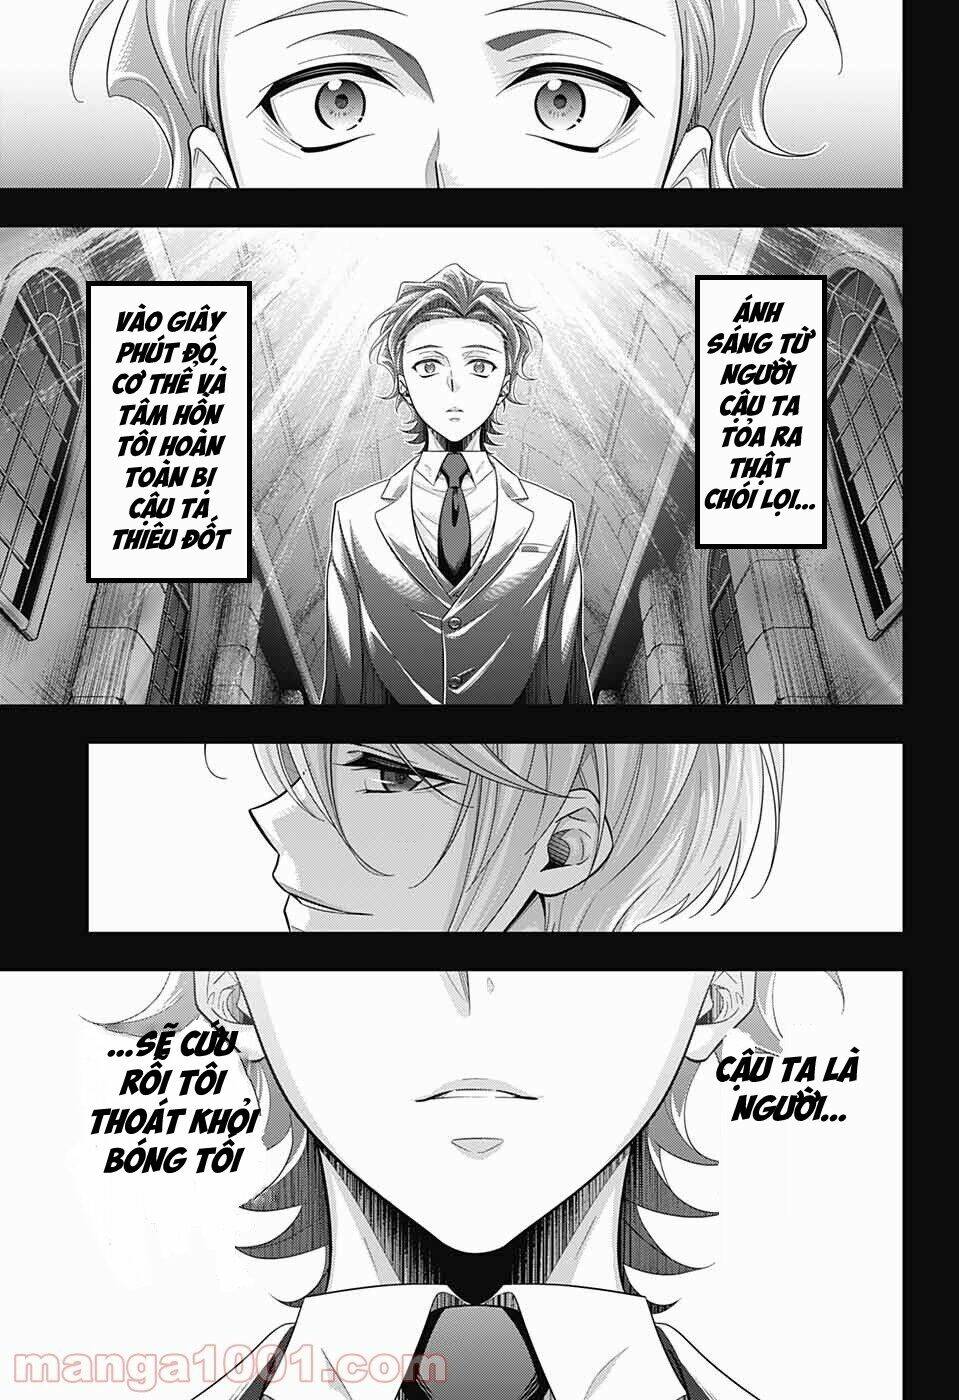 ÁNH
SÁNG TỪ
NGƯỜI
CẬU TA
TỎA RA
THẬT
CHÓI LỌI...
VÀO GIÂY
PHÚT ĐÓ,
CƠ THỂ VÀ
TÂM HỒN
TÔI HOÀN
TOÀN BỊ
CẬU TA
THIÊU ĐỐT
CẬU TA LÀ
NGƯỜI...
...SẼ CỨU
RỖI TÔI
THOÁT KHỎI
BÓNG TỐI
manga1001.com